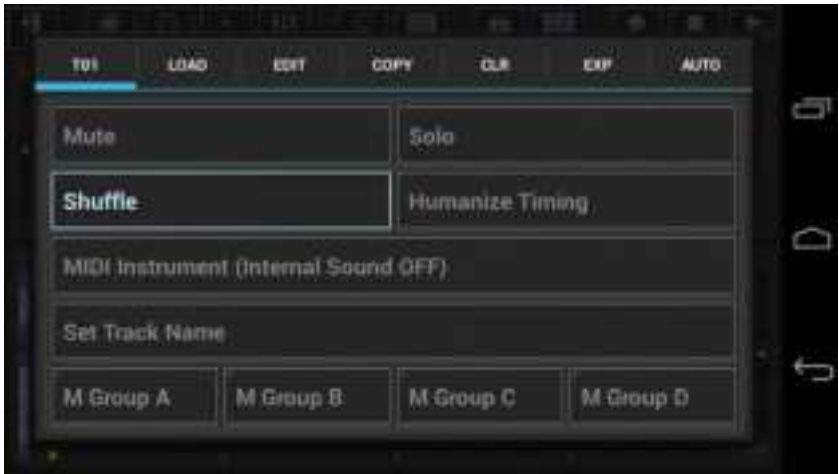 T01 LOAD EDIT COPY CLR EXP AUTO
Mute Solo
Shuffle Humanize Timing
MIDI Instrument (Internal Sound OFF)
Set Track Name
M Group A M Group B M Group C M Group D